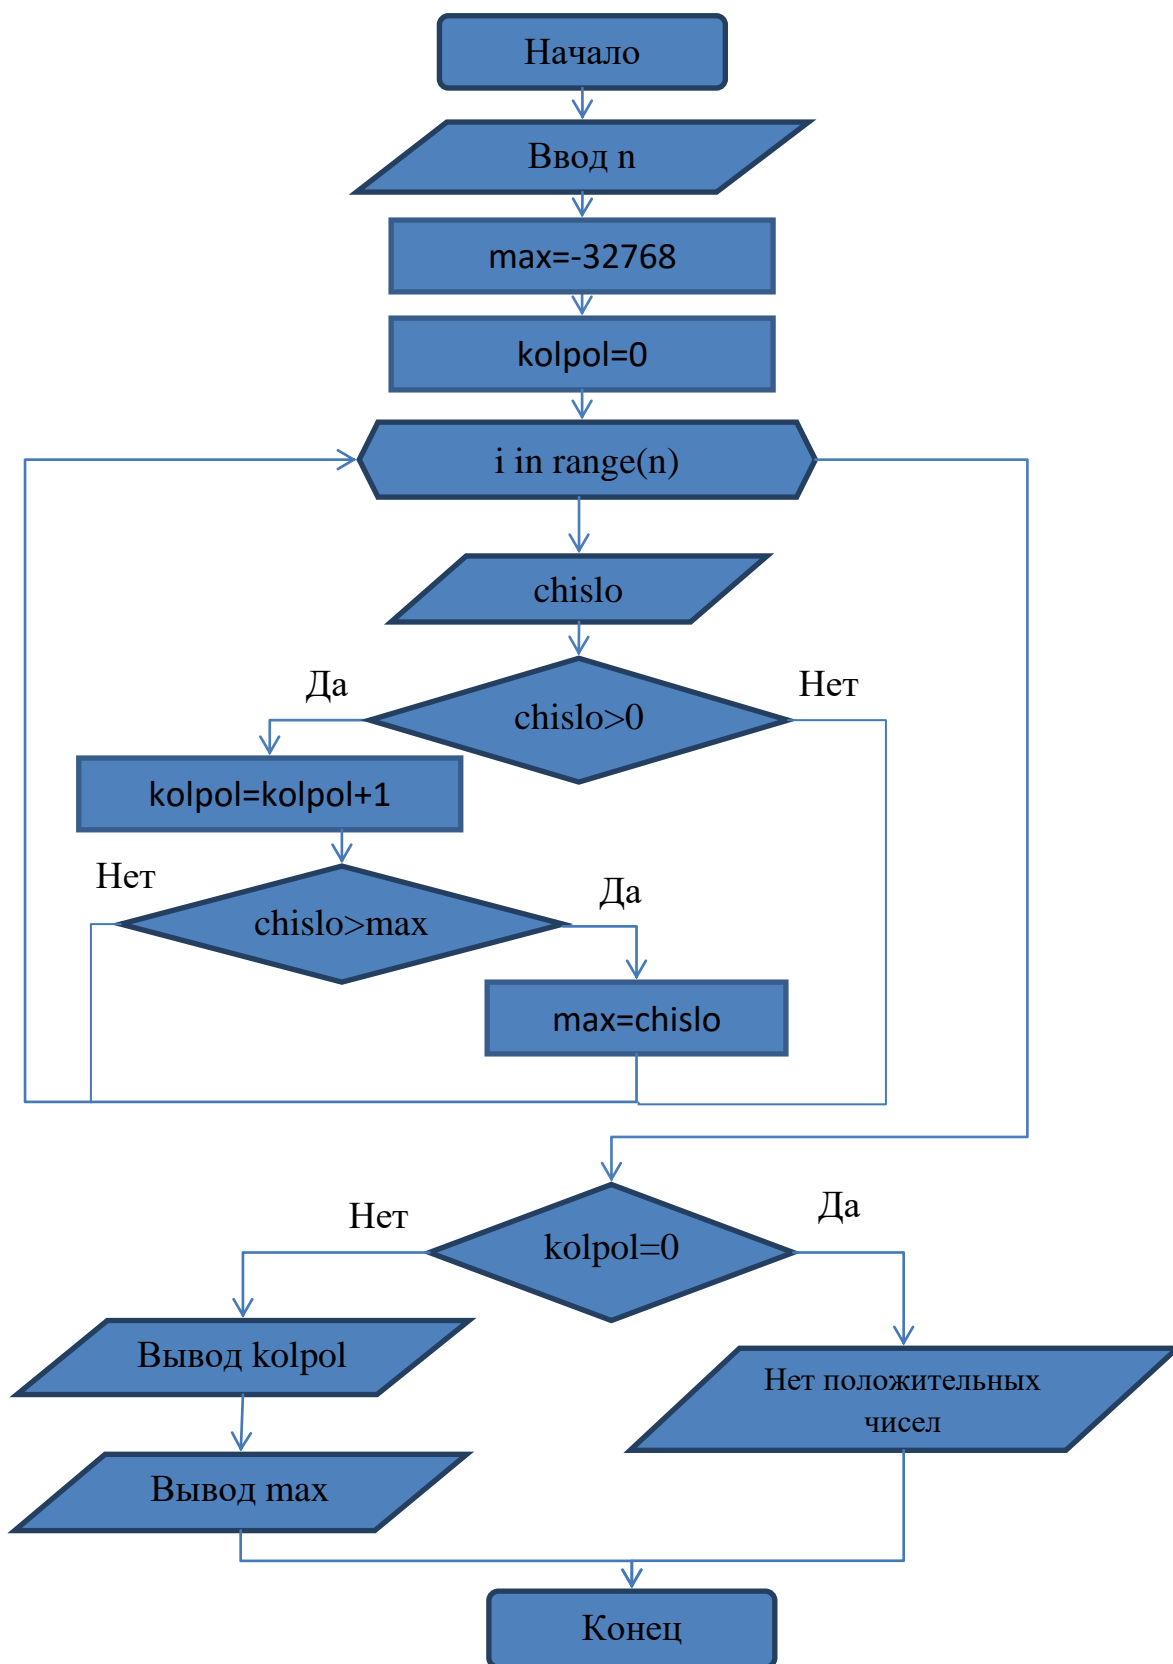 Начало
Ввод n
max=-32768
kolpol=0
i in range(n)
chislo
Да
Нет
chislo>0
kolpol=kolpol+1
Нет
Да
chislo>max
max=chislo
Нет
Да
kolpol=0
Вывод kolpol
Нет положительных
чисел
Вывод max
Конец